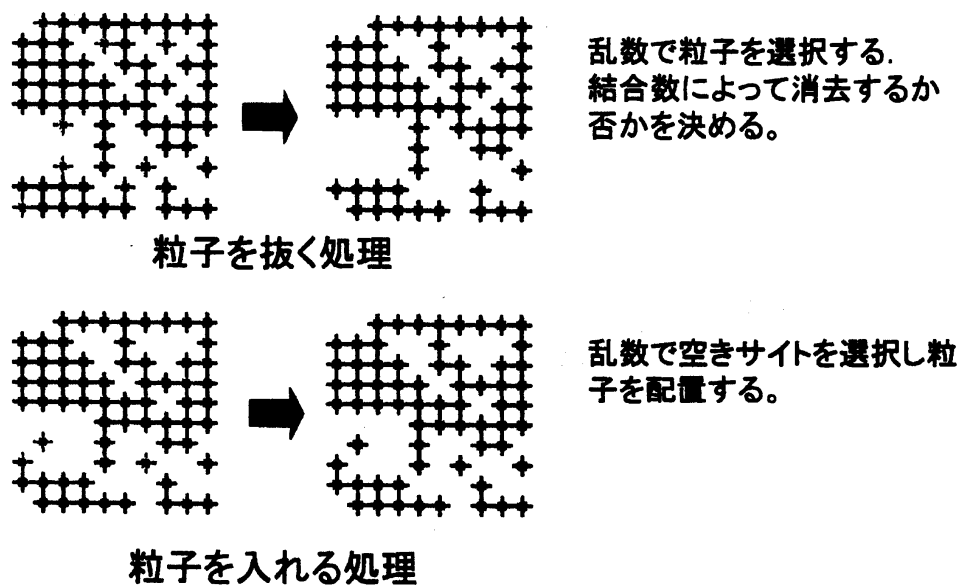 乱数で粒子を選択する.
結合数によって消去するか
否かを決める。
粒子を抜く処理
乱数で空きサイトを選択し粒
子を配置する。
粒子を入れる処理